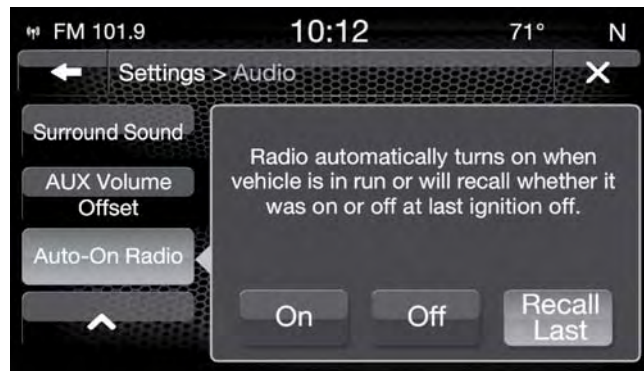 FM 101.9 10:12 71° N
Settings > Audio
Surround Sound
AUX Volume
Offset
Auto-On Radio
Radio automatically turns on when
vehicle is in run or will recall whether it
was on or off at last ignition off.
On Off Recall
Last